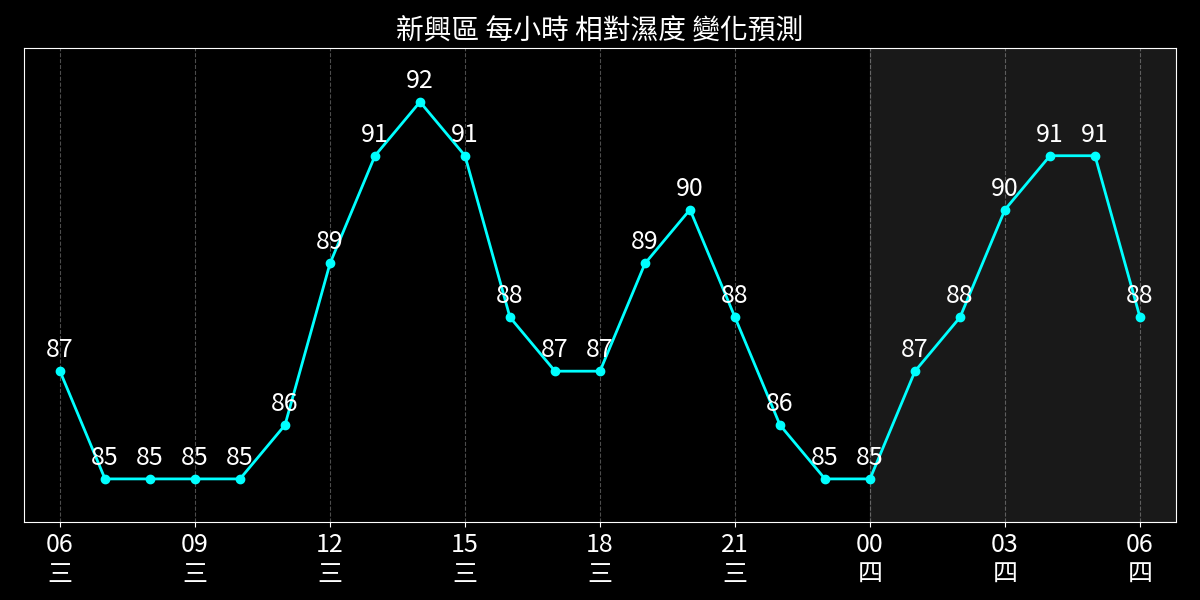 新興區 每小時 相對濕度 變化預測
87 85 85 85 85 86 89 91 92 91 88 87 87 89 90 88 86 85 85 87 88 90 91 91 88
06 09 12 15 18 21 00 03 06
三 三 三 三 三 三 四 四 四